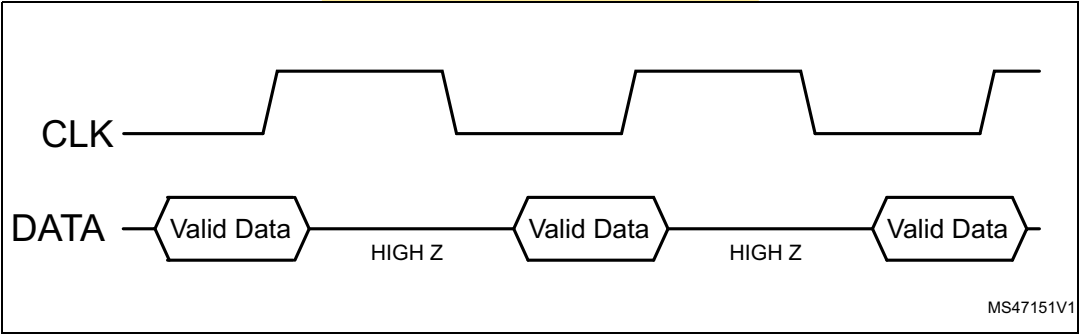 CLK
DATA Valid Data Valid Data Valid Data
HIGH Z HIGH Z
MS47151V1